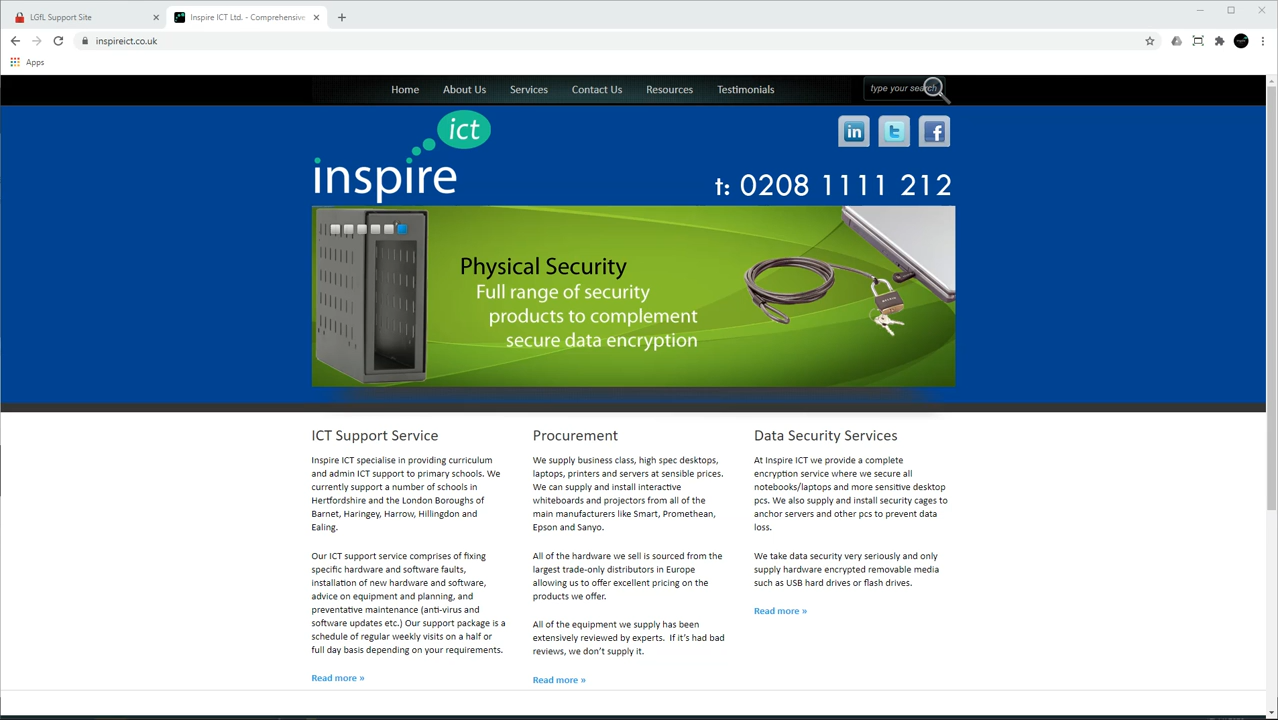 LGfL Support Site
Inspire ICT Ltd. - Comprehensive
inspireict.co.uk
Apps
Home About Us Services Contact Us Resources Testimonials
type your search
ict
inspire
in t f
t: 0208 1111 212
Physical Security
Full range of security
products to complement
secure data encryption
ICT Support Service
Inspire ICT specialise in providing curriculum
and admin ICT support to primary schools. We
currently support a number of schools in
Hertfordshire and the London Boroughs of
Barnet, Haringey, Harrow, Hillingdon and
Ealing.
Our ICT support service comprises of fixing
specific hardware and software faults,
installation of new hardware and software,
advice on equipment and planning, and
preventative maintenance (anti-virus and
software updates etc.) Our support package is a
schedule of regular weekly visits on a half or
full day basis depending on your requirements.
Read more »
Procurement
We supply business class, high spec desktops,
laptops, printers and servers at sensible prices.
We can supply and install interactive
whiteboards and projectors from all of the
main manufacturers like Smart, Promethean,
Epson and Sanyo.
All of the hardware we sell is sourced from the
largest trade-only distributors in Europe
allowing us to offer excellent pricing on the
products we offer.
All of the equipment we supply has been
extensively reviewed by experts. If it's had bad
reviews, we don't supply it.
Read more »
Data Security Services
At Inspire ICT we provide a complete
encryption service where we secure all
notebooks/laptops and more sensitive desktop
pcs. We also supply and install security cages to
anchor servers and other pcs to prevent data
loss.
We take data security very seriously and only
supply hardware encrypted removable media
such as USB hard drives or flash drives.
Read more »